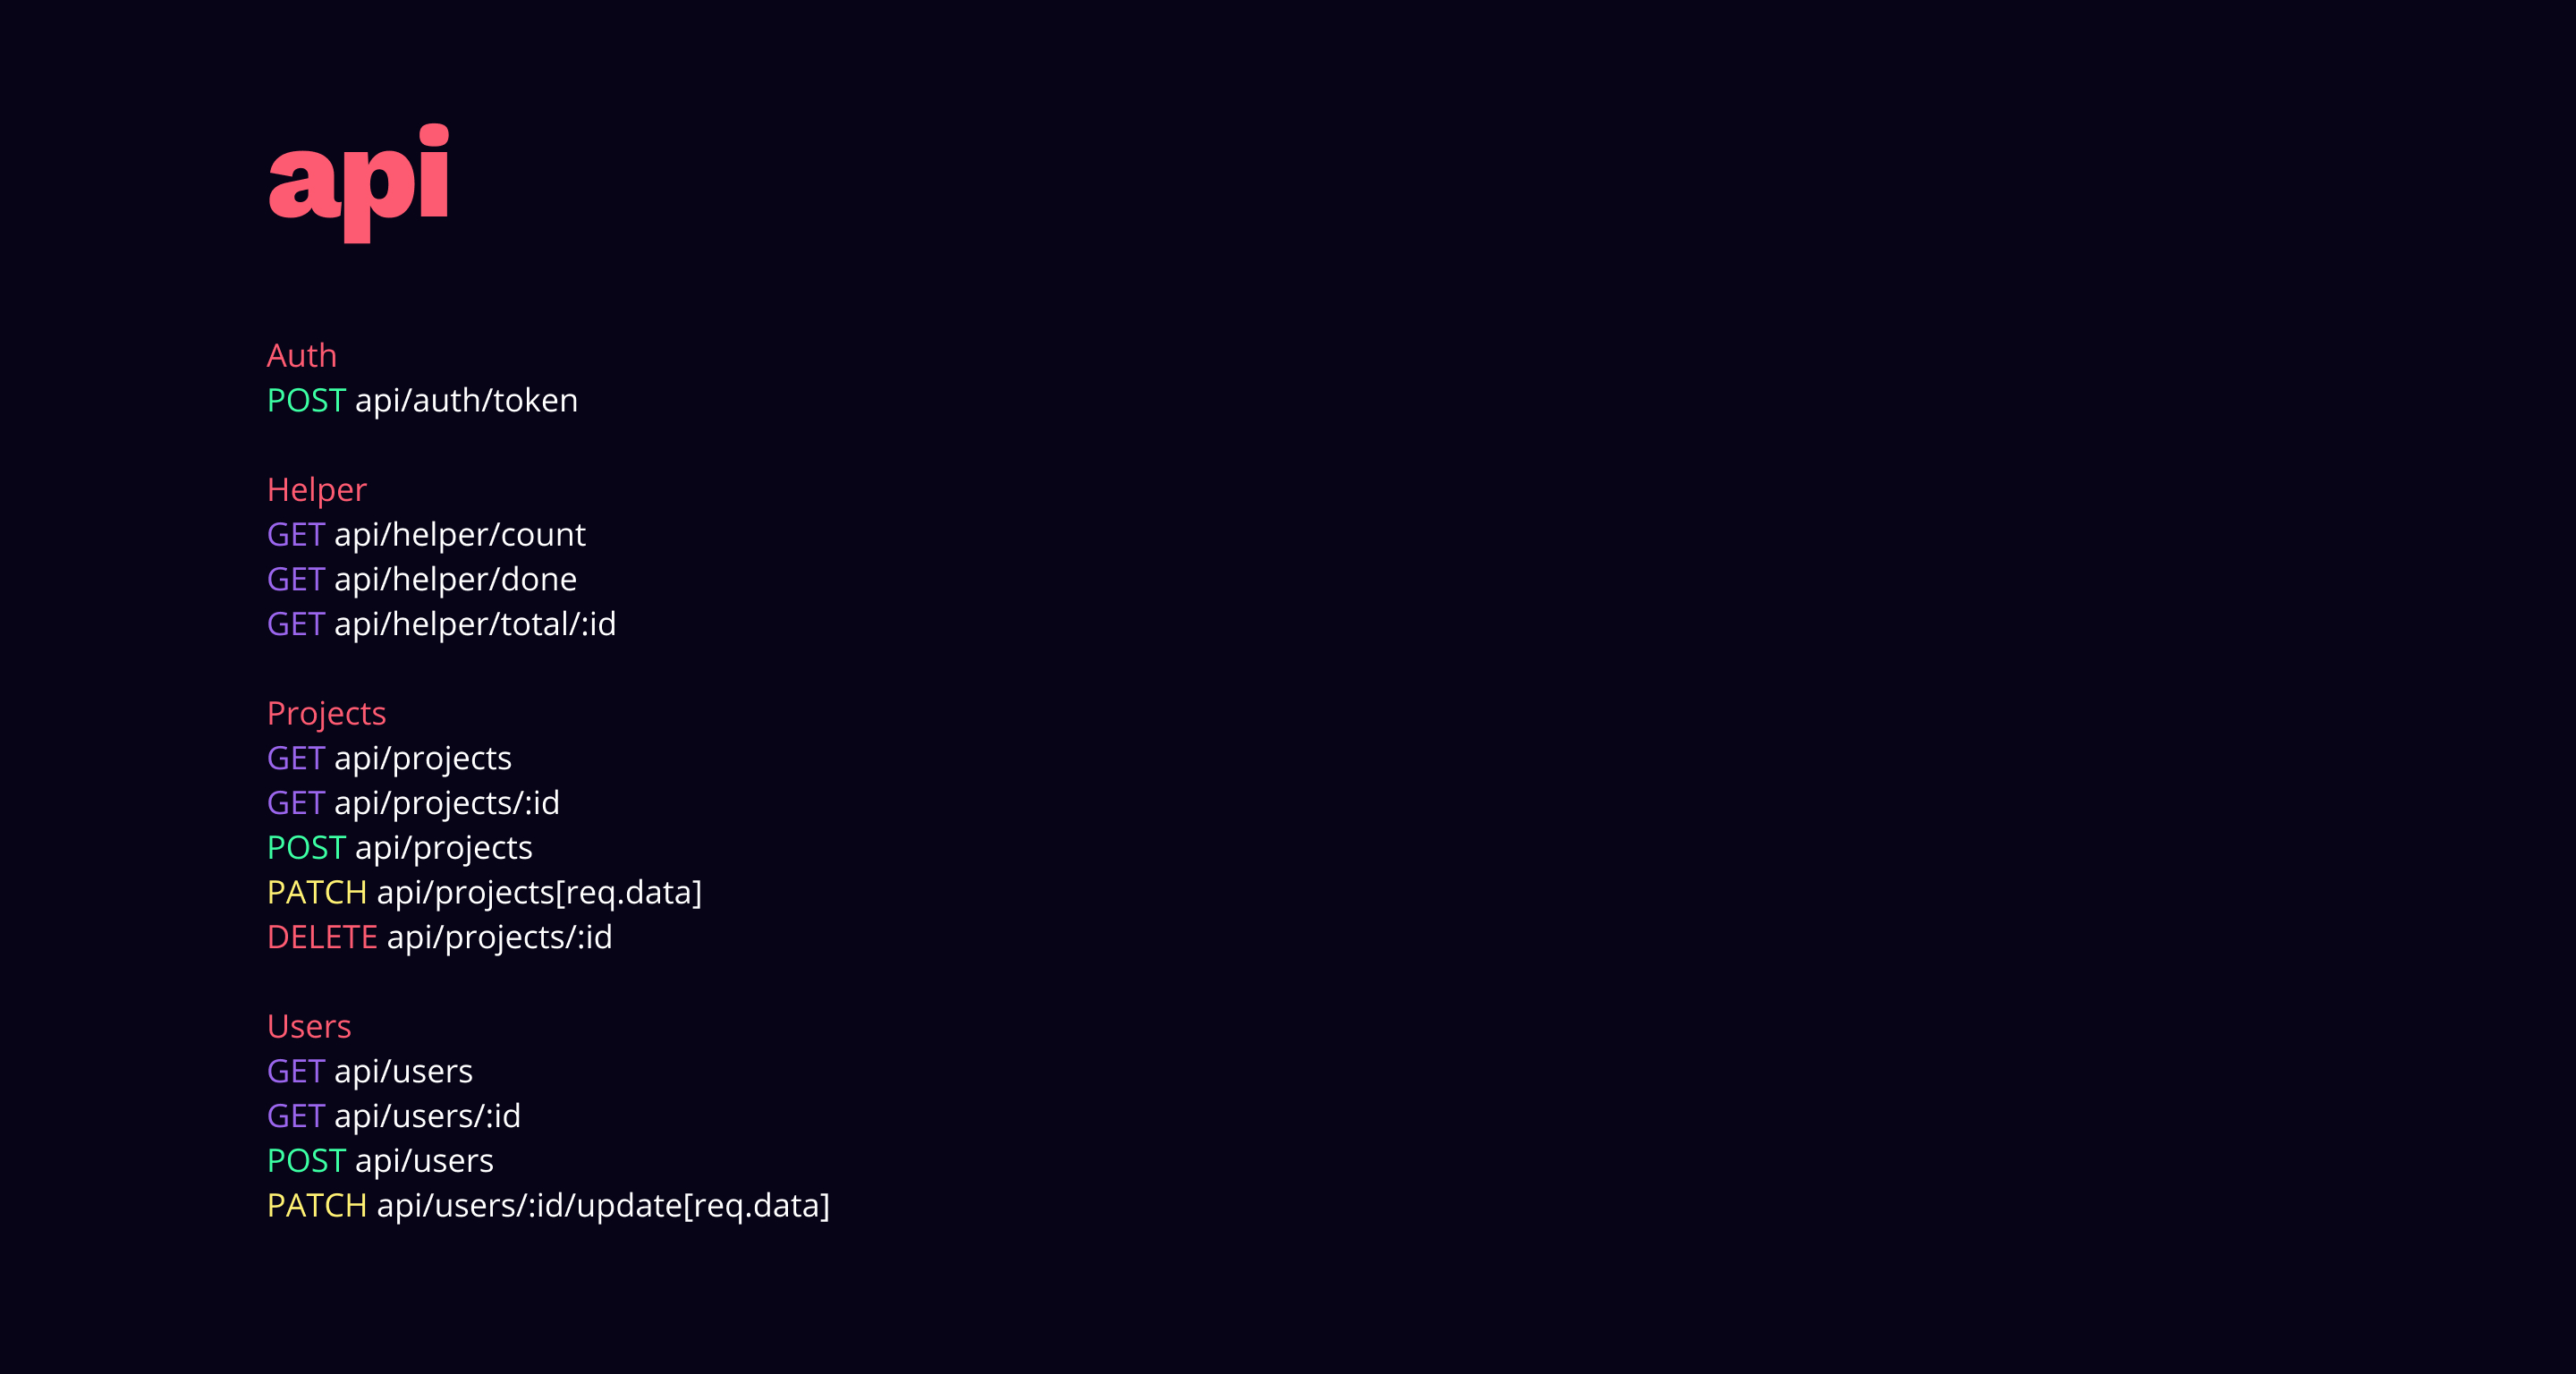 api
Auth
POST api/auth/token
Helper
GET api/helper/count
GET api/helper/done
GET api/helper/total/:id
Projects
GET api/projects
GET api/projects/:id
POST api/projects
PATCH api/projects[req.data]
DELETE api/projects/:id
Users
GET api/users
GET api/users/:id
POST api/users
PATCH api/users/:id/update[req.data]